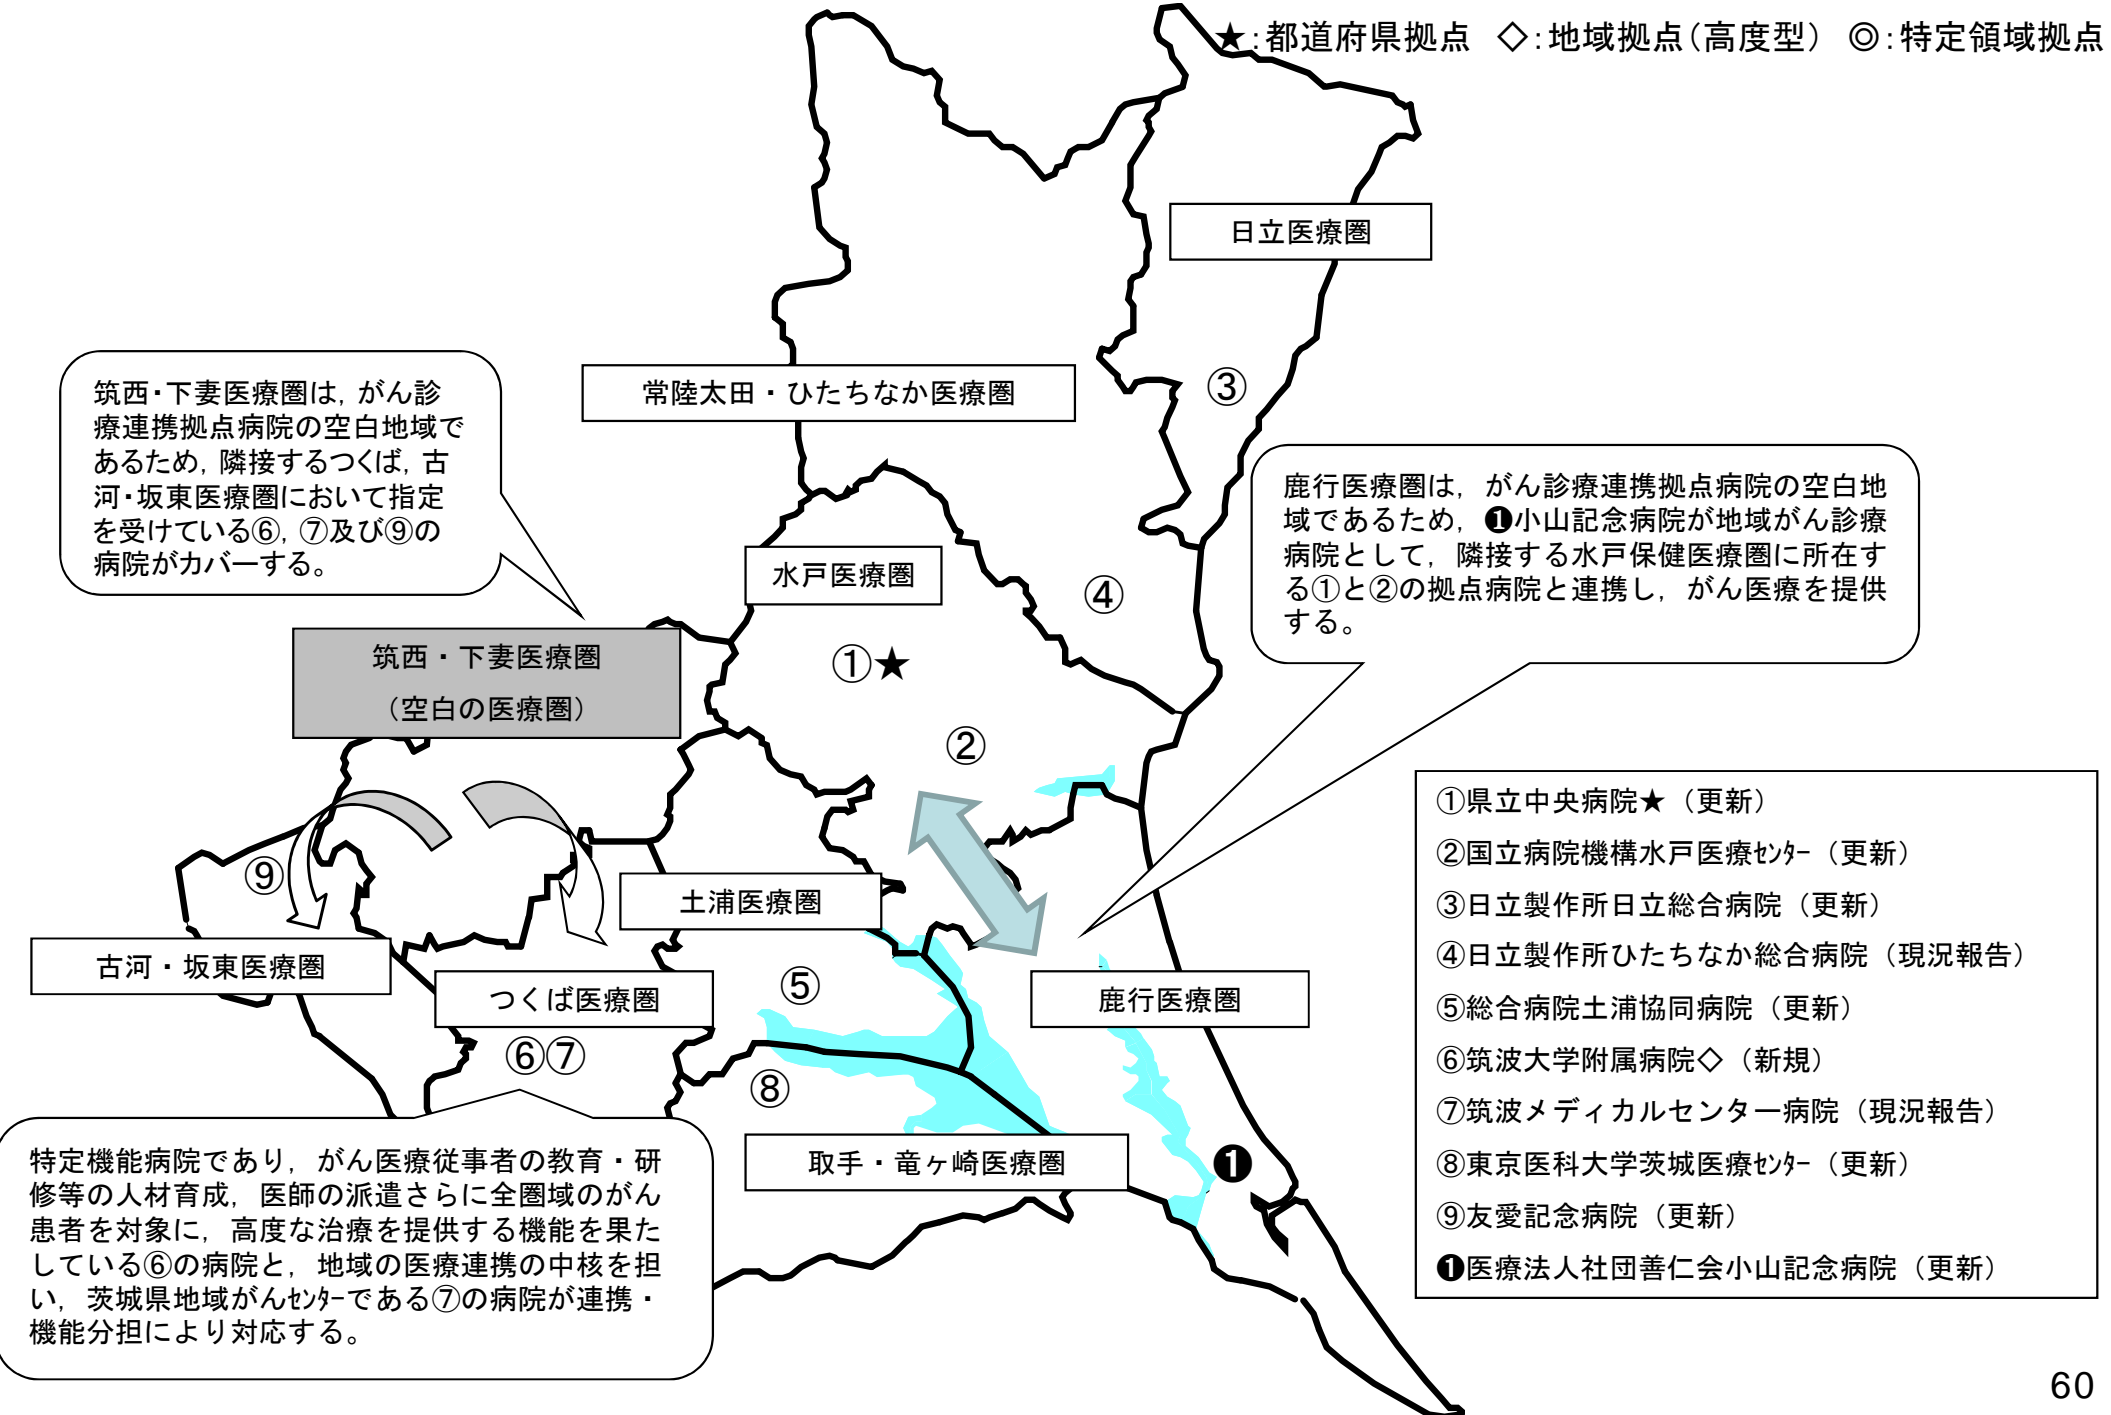 ★：都道府県拠点　◇：地域拠点（高度型）　◎：特定領域拠点
日立医療圏
常陸太田・ひたちなか医療圏
③
筑西・下妻医療圏は，がん診
療連携拠点病院の空白地域で
あるため，隣接するつくば，古
河・坂東医療圏において指定
を受けている⑥，⑦及び⑨の
病院がカバーする。
鹿行医療圏は，がん診療連携拠点病院の空白地
域であるため，❶小山記念病院が地域がん診療
病院として，隣接する水戸保健医療圏に所在す
る①と②の拠点病院と連携し，がん医療を提供
する。
水戸医療圏
④
筑西・下妻医療圏
（空白の医療圏）
①★
②
⑨
土浦医療圏
古河・坂東医療圏
つくば医療圏
⑤
鹿行医療圏
⑥⑦
⑧
取手・竜ヶ崎医療圏
❶
特定機能病院であり，がん医療従事者の教育・研
修等の人材育成，医師の派遣さらに全圏域のがん
患者を対象に，高度な治療を提供する機能を果た
している⑥の病院と，地域の医療連携の中核を担
い，茨城県地域がんｾﾝﾀｰである⑦の病院が連携・
機能分担により対応する。
①県立中央病院★（更新）
②国立病院機構水戸医療ｾﾝﾀｰ（更新）
③日立製作所日立総合病院（更新）
④日立製作所ひたちなか総合病院（現況報告）
⑤総合病院土浦協同病院（更新）
⑥筑波大学附属病院◇（新規）
⑦筑波メディカルセンター病院（現況報告）
⑧東京医科大学茨城医療ｾﾝﾀｰ（更新）
⑨友愛記念病院（更新）
❶医療法人社団善仁会小山記念病院（更新）
60